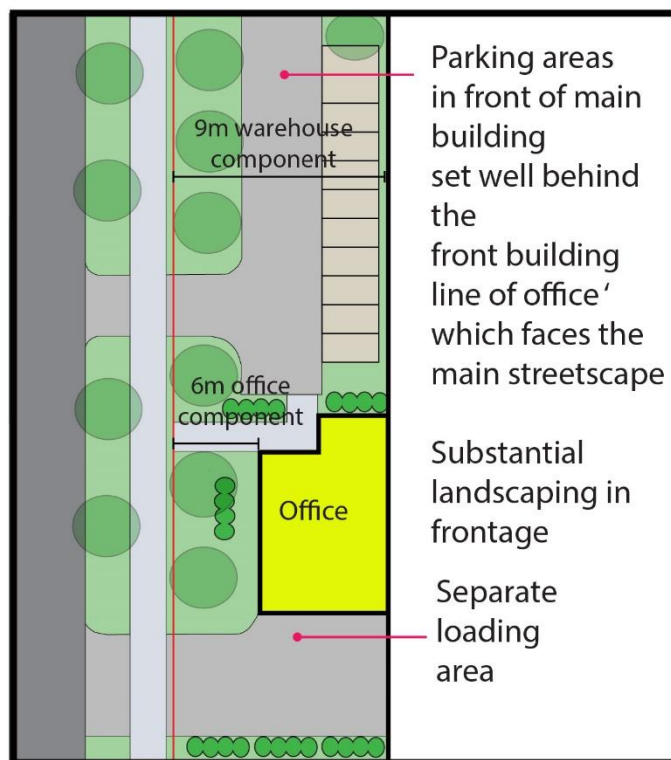 9m warehouse
component
6m office
component
Office
Parking areas
in front of main
building
set well behind
the
front building
line of office ‘
which faces the
main streetscape
Substantial
landscaping in
frontage
Separate
loading
area